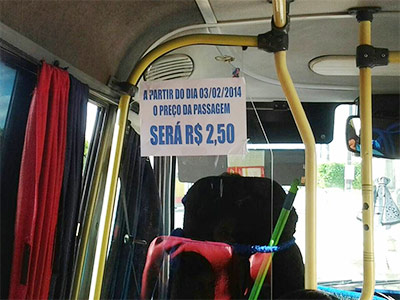 A PARTIR DO DIA 03/02/2014
O PREÇO DA PASSAGEM
SERÁ R$ 2,50